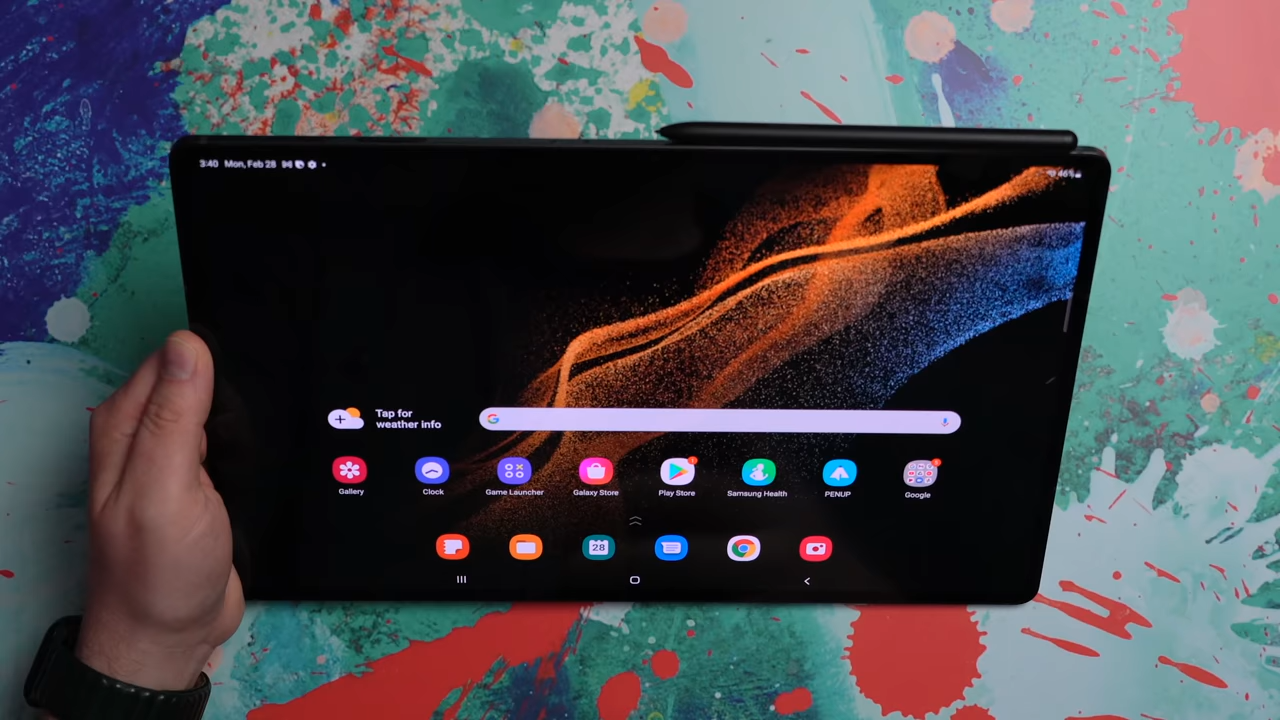 3:40 Mon, Feb 28
46%
Tap for
weather info
G
Gallery
Clock
Game Launcher
Galaxy Store
Play Store
Samsung Health
PENUP
Google
28